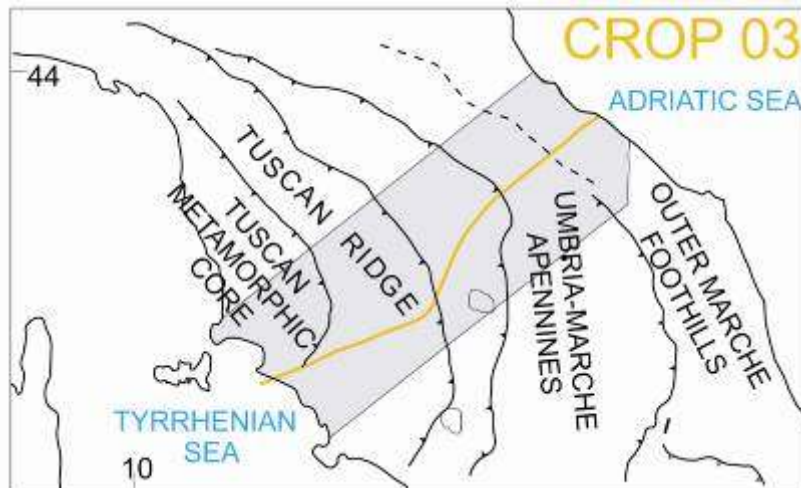 CROP 03
44
ADRIATIC SEA
TUSCAN
RIDGE
TUSCAN
METAMORPHIC
CORE
UMBRIA-MARCHE
APENNINES
OUTER MARCHE
FOOTHILLS
TYRRHENIAN
SEA
10